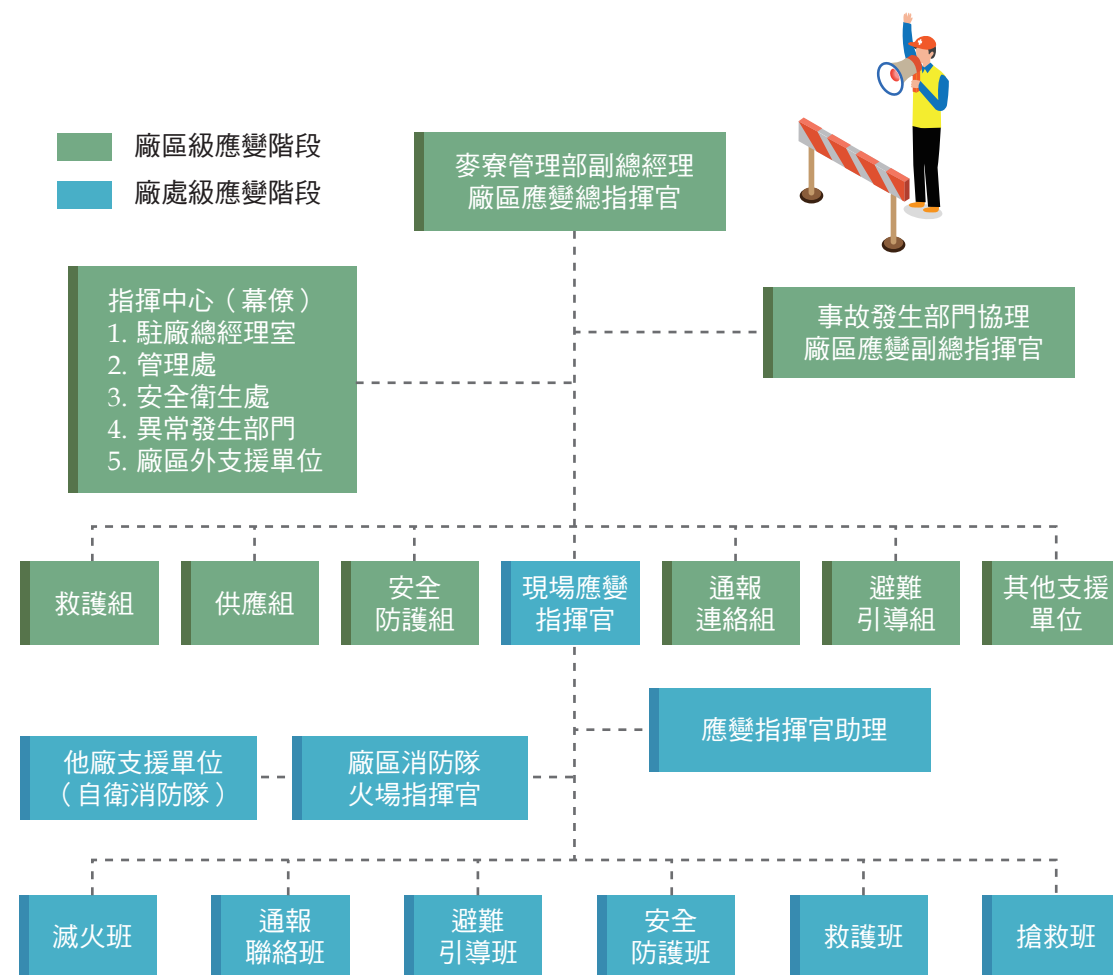 廠區級應變階段
廠處級應變階段
麥寮管理部副總經理
廠區應變總指揮官
指揮中心（幕僚）
1. 駐廠總經理室
2. 管理處
3. 安全衛生處
4. 異常發生部門
5. 廠區外支援單位
事故發生部門協理
廠區應變副總指揮官
救護組
供應組
安全
防護組
現場應變
指揮官
通報
連絡組
避難
引導組
其他支援
單位
應變指揮官助理
他廠支援單位
（自衛消防隊）
廠區消防隊
火場指揮官
滅火班
通報
聯絡班
避難
引導班
安全
防護班
救護班
搶救班